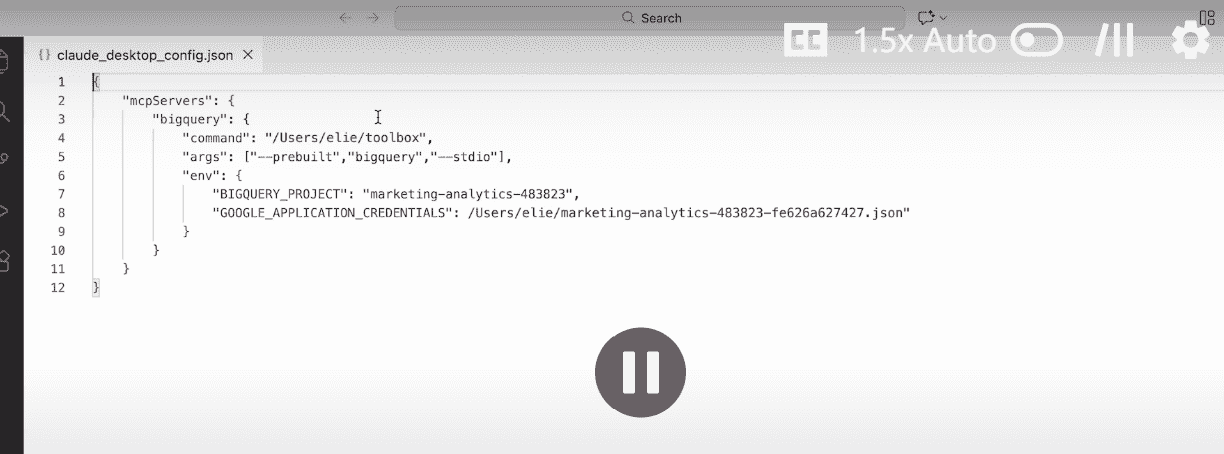 Search
CC 1.5x Auto
{} claude_desktop_config.json ×
1 {
2 "mcpServers": {
3 "bigquery": {
4 "command": "/Users/elie/toolbox",
5 "args": ["--prebuilt","bigquery","--stdio"],
6 "env": {
7 "BIGQUERY_PROJECT": "marketing-analytics-483823",
8 "GOOGLE_APPLICATION_CREDENTIALS": /Users/elie/marketing-analytics-483823-fe626a627427.json"
9 }
10 }
11 }
12 }